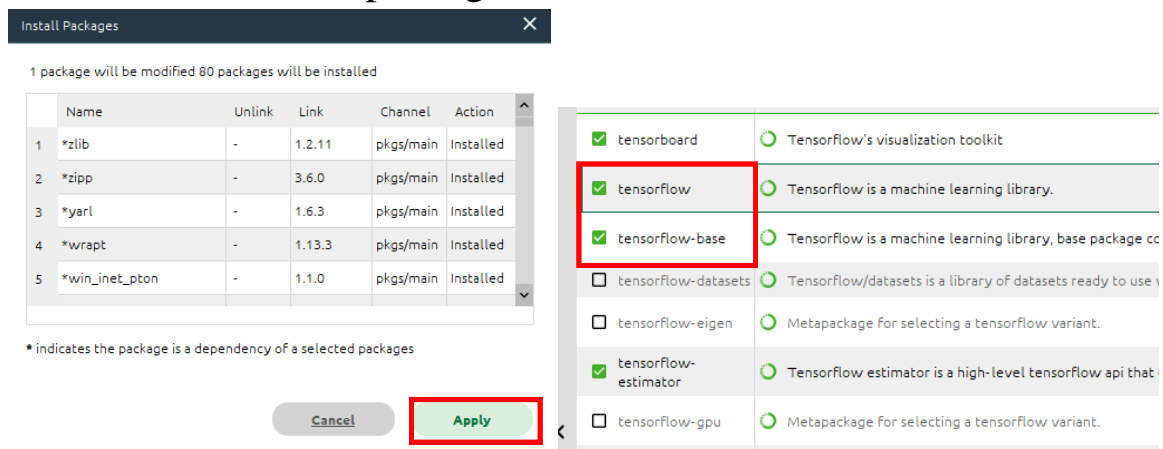 Install Packages
1 package will be modified 80 packages will be installed
Name Unlink Link Channel Action
1 *zlib - 1.2.11 pkgs/main Installed
2 *zipp - 3.6.0 pkgs/main Installed
3 *yarl - 1.6.3 pkgs/main Installed
4 *wrapt - 1.13.3 pkgs/main Installed
5 *win_inet_pton - 1.1.0 pkgs/main Installed
* indicates the package is a dependency of a selected packages
Cancel Apply
tensorboard Tensorflow's visualization toolkit
tensorflow Tensorflow is a machine learning library.
tensorflow-base Tensorflow is a machine learning library, base package co
tensorflow-datasets Tensorflow/datasets is a library of datasets ready to use
tensorflow-eigen Metapackage for selecting a tensorflow variant.
tensorflow-
estimator Tensorflow estimator is a high-level tensorflow api that
tensorflow-gpu Metapackage for selecting a tensorflow variant.